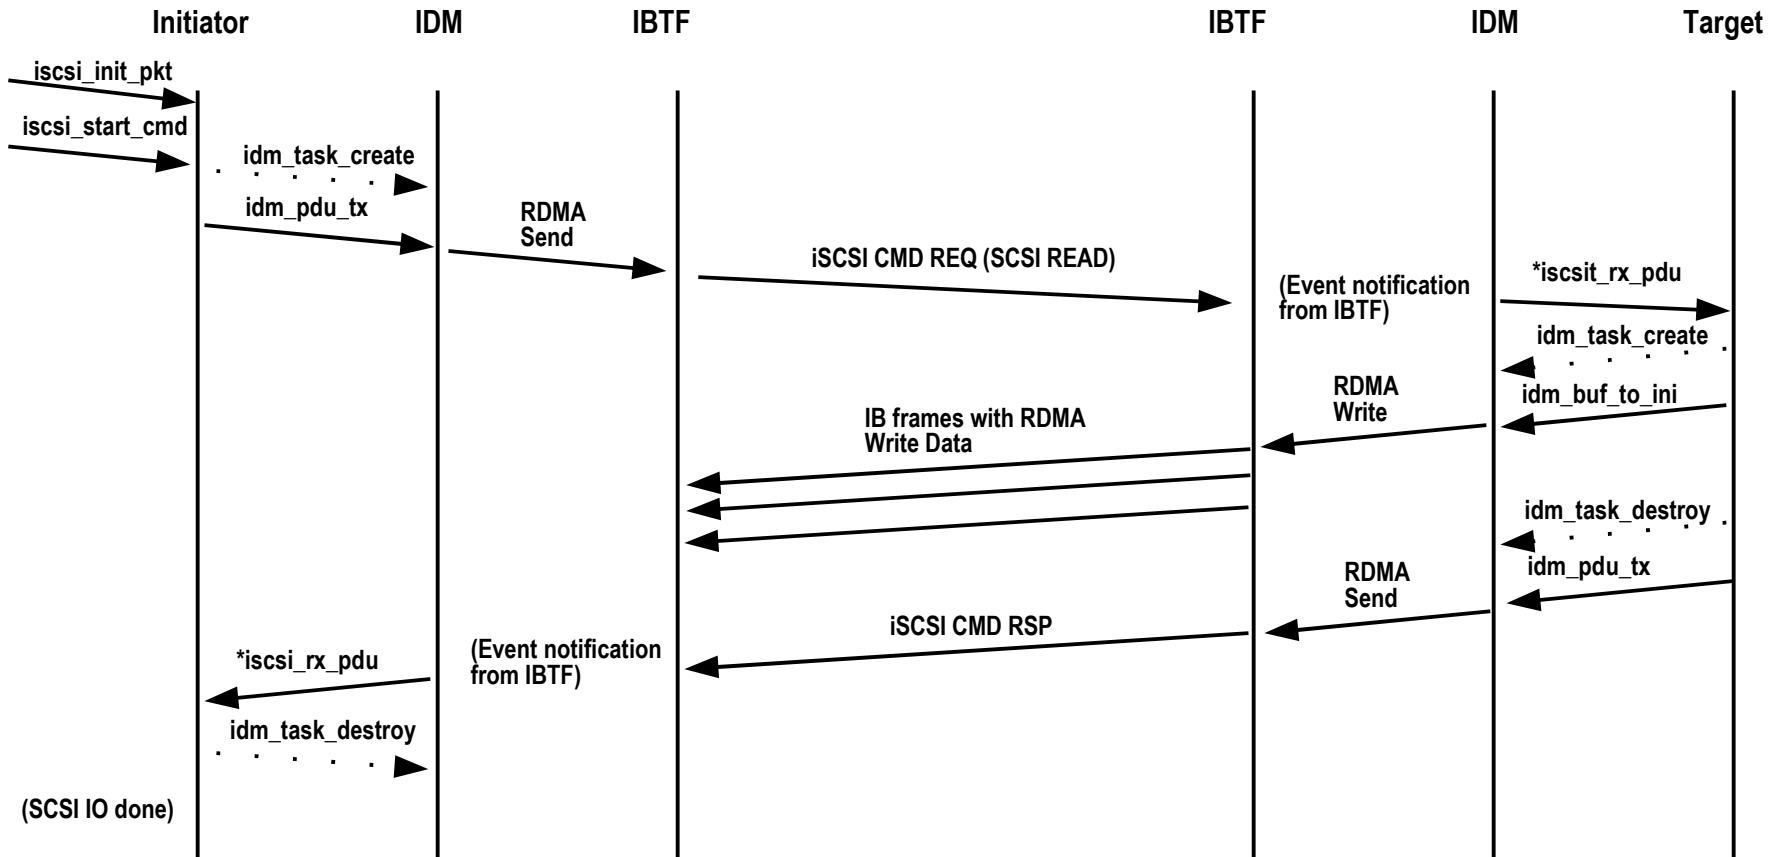 Initiator IDM IBTF IBTF IDM Target
iscsi_init_pkt
iscsi_start_cmd
idm_task_create
idm_pdu_tx
RDMA
Send
iSCSI CMD REQ (SCSI READ)
(Event notification
from IBTF)
*iscsit_rx_pdu
idm_task_create
RDMA
Write
idm_buf_to_ini
IB frames with RDMA
Write Data
idm_task_destroy
idm_pdu_tx
RDMA
Send
iSCSI CMD RSP
(Event notification
from IBTF)
*iscsi_rx_pdu
idm_task_destroy
(SCSI IO done)